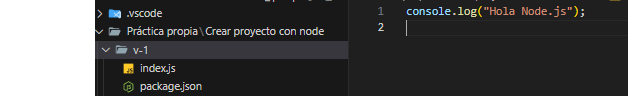 .vscode
Práctica propia\Crear proyecto con node
v-1
index.js
package.json
1 console.log("Hola Node.js");
2